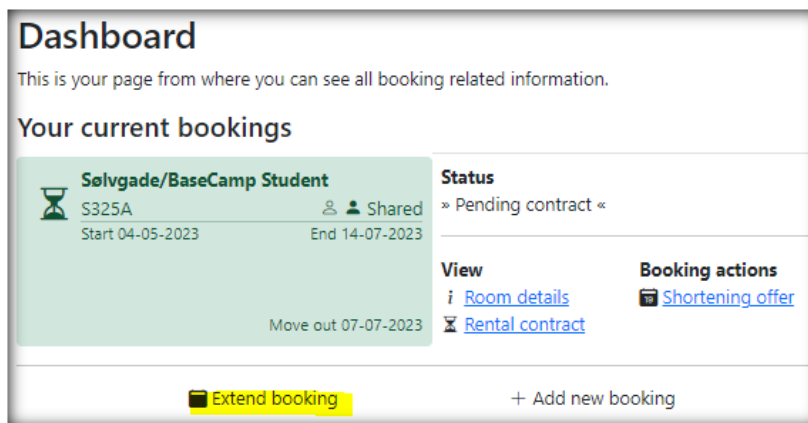 Dashboard
This is your page from where you can see all booking related information.
Your current bookings
Sølvgade/BaseCamp Student
S325A Shared
Start 04-05-2023 End 14-07-2023
Move out 07-07-2023
Status
» Pending contract «
View
i Room details
Rental contract
Booking actions
19 Shortening offer
Extend booking
+ Add new booking